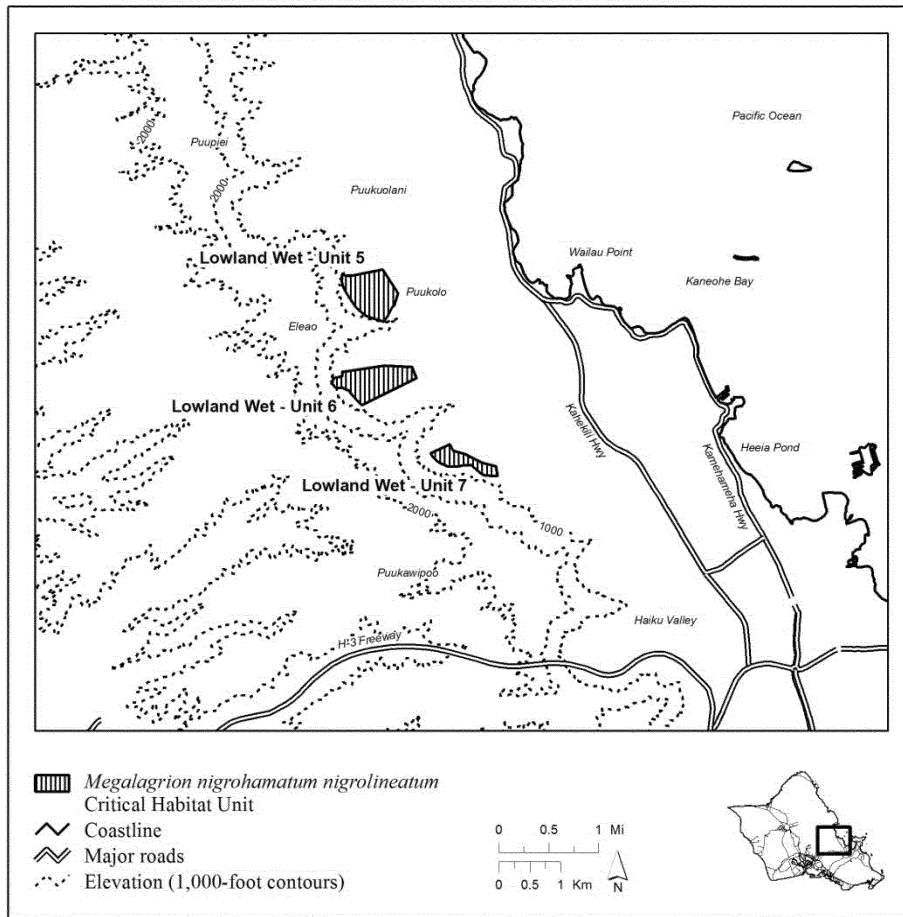 Pacific Ocean
2000
Puupiei
2000
Puukuolani
Lowland Wet - Unit 5
Wailau Point
Kaneohe Bay
Puukolo
Eleao
Lowland Wet - Unit 6
Kahekili Hwy
Kamehameha Hwy
Heeia Pond
Lowland Wet - Unit 7
2000
1000
Puukawipoo
Haiku Valley
H-3 Freeway
Megalagrion nigrohamatum nigrolineatum
Critical Habitat Unit
Coastline
Major roads
Elevation (1,000-foot contours)
0 0.5 1 Mi
0 0.5 1 Km
N